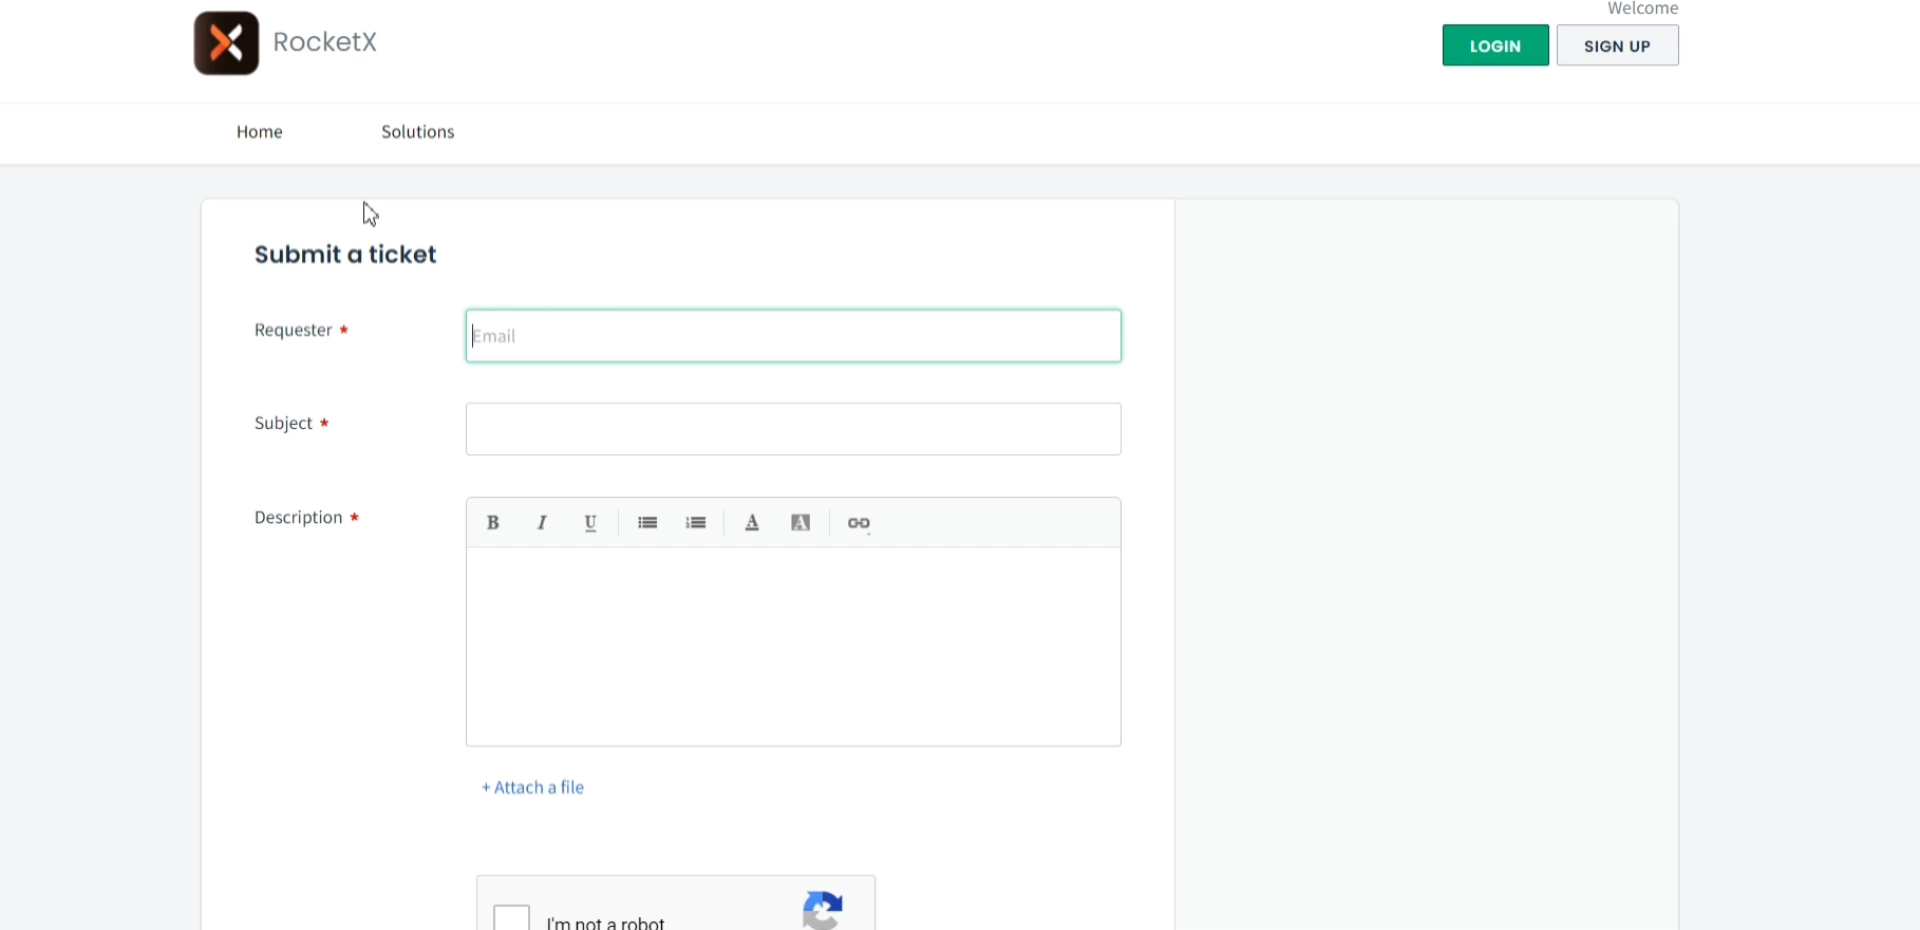 Welcome
RocketX
LOGIN
SIGN UP
Home
Solutions
Submit a ticket
Requester *
Email
Subject *
Description *
B I U A A
+ Attach a file
I'm not a robot